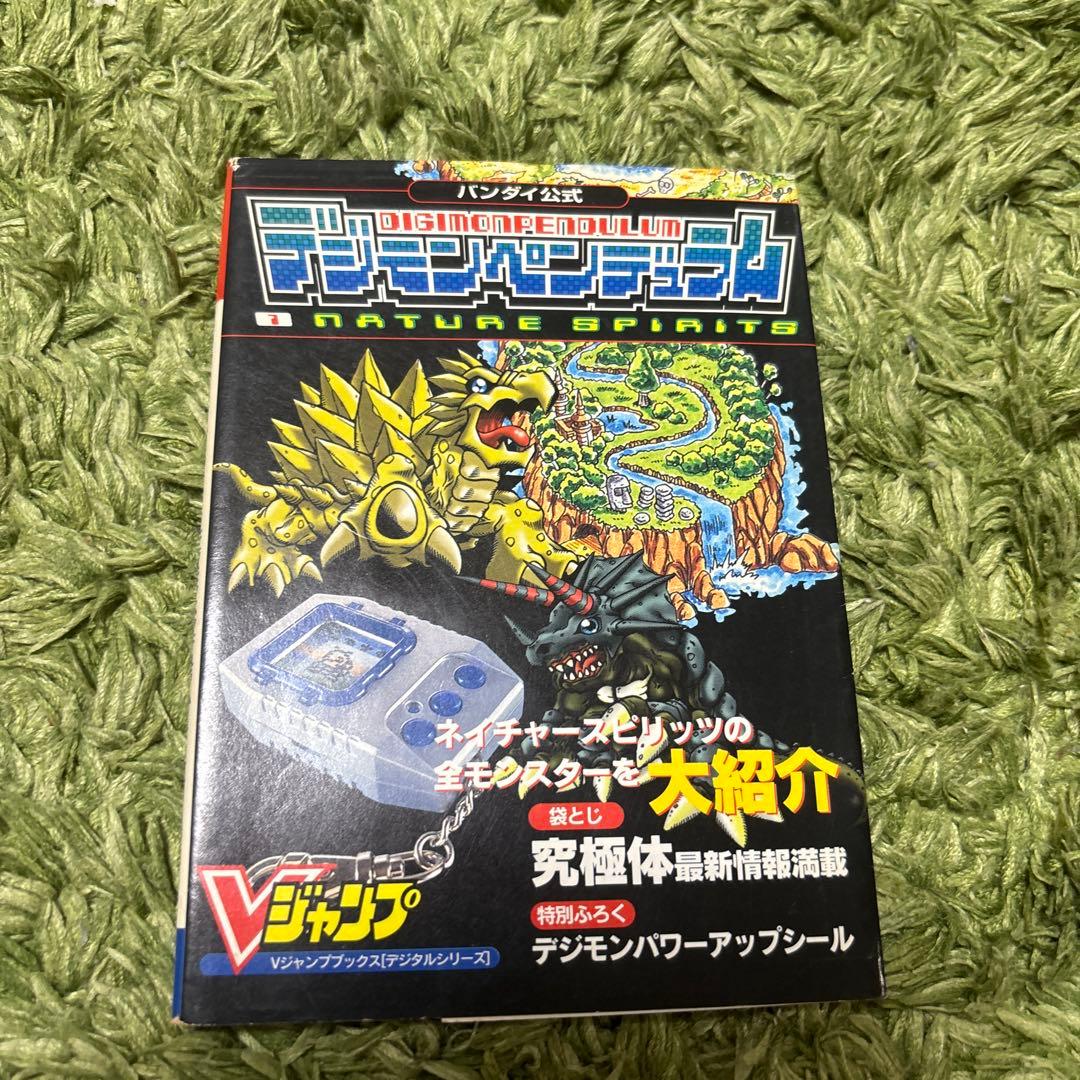 バンダイ公式
DIGIMONPENDULUM
デジモンペンデュラム
1 NATURE SPIRITS
ネイチャースピリッツの
全モンスターを 大紹介
袋とじ
究極体最新情報満載
特別ふろく
デジモンパワーアップシール
Vジャンプ
Vジャンプブックス[デジタルシリーズ]